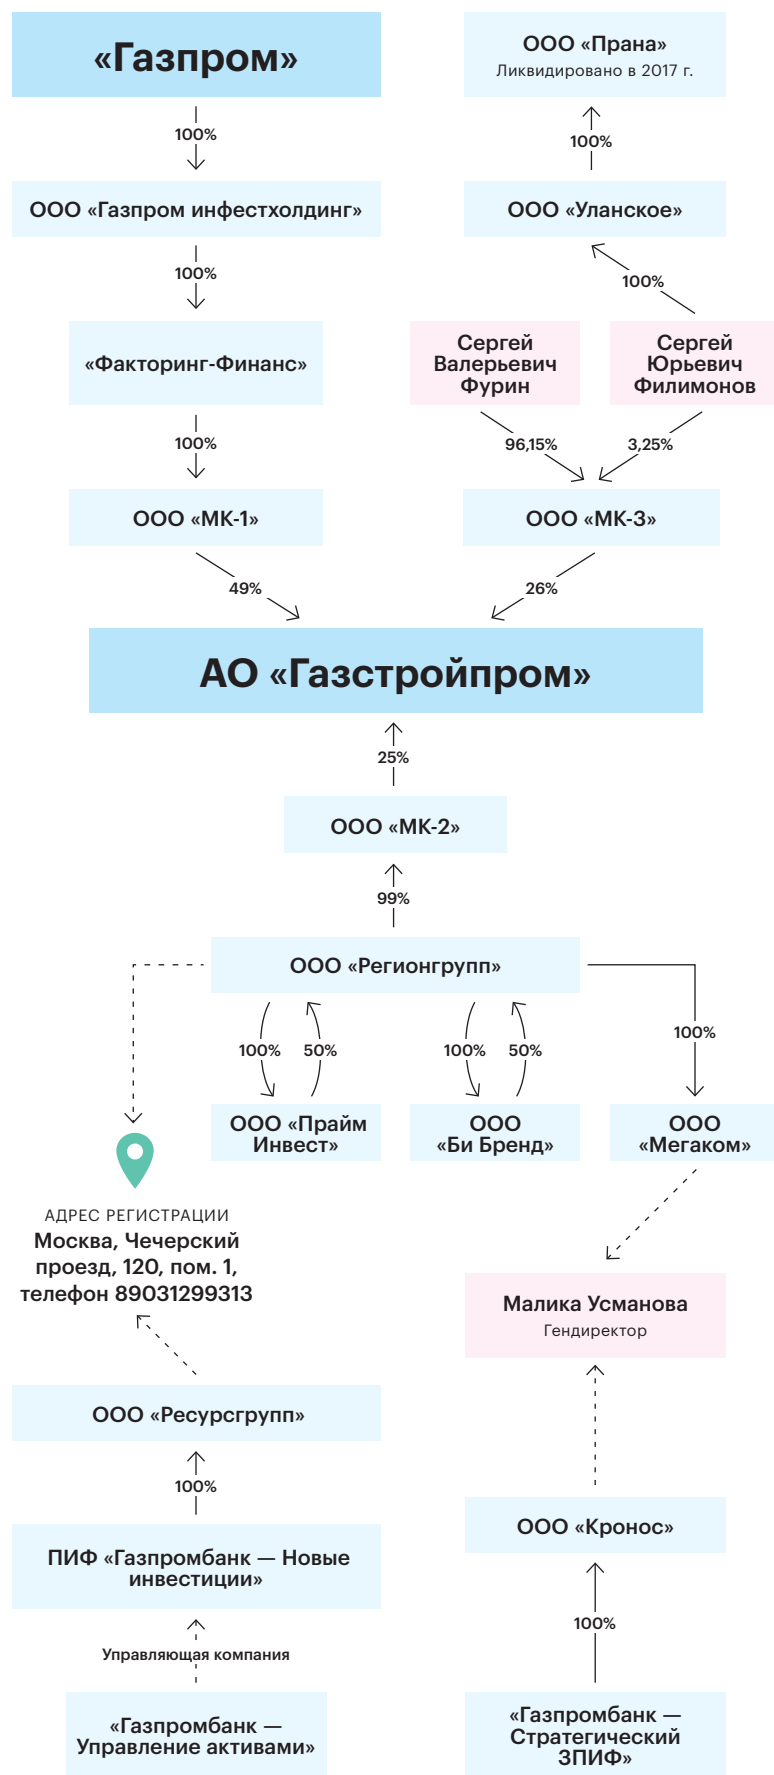 «Газпром»
ООО «Прана»
Ликвидировано в 2017 г.
100%
100%
ООО «Газпром инфестхолдинг»
ООО «Уланское»
100%
100%
«Факторинг-Финанс»
Сергей
Валерьевич
Фурин
Сергей
Юрьевич
Филимонов
100%
96,15%
3,25%
ООО «МК-1»
ООО «МК-3»
49%
26%
АО «Газстройпром»
25%
ООО «МК-2»
99%
ООО «Регионгрупп»
100%
50%
100%
50%
100%
ООО «Прайм
Инвест»
ООО
«Би Бренд»
ООО
«Мегаком»
АДРЕС РЕГИСТРАЦИИ
Москва, Чечерский
проезд, 120, пом. 1,
телефон 89031299313
Малика Усманова
Гендиректор
ООО «Ресурсгрупп»
100%
ООО «Кронос»
ПИФ «Газпромбанк — Новые
инвестиции»
100%
Управляющая компания
«Газпромбанк —
Управление активами»
«Газпромбанк —
Стратегический
ЗПИФ»